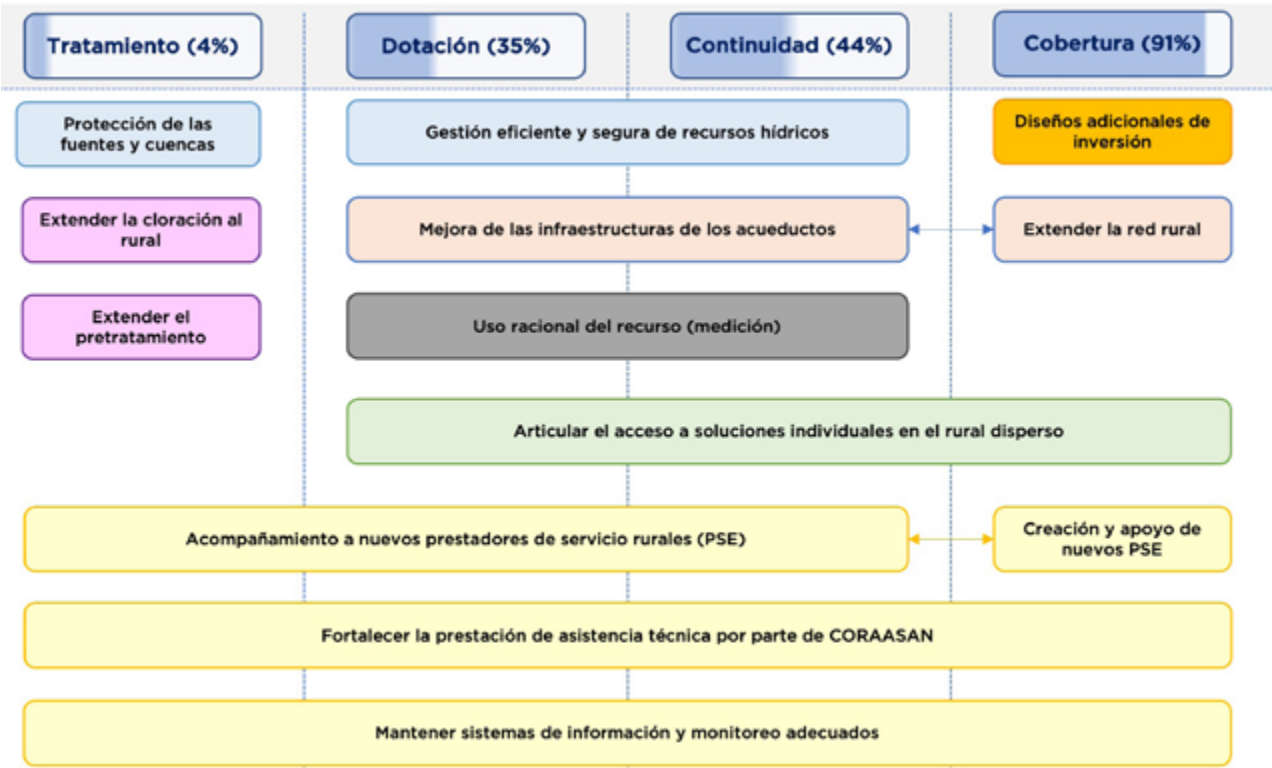 Tratamiento (4%)
Dotación (35%)
Continuidad (44%)
Cobertura (91%)
Protección de las
fuentes y cuencas
Gestión eficiente y segura de recursos hídricos
Diseños adicionales de
inversión
Extender la cloración al
rural
Mejora de las infraestructuras de los acueductos
Extender la red rural
Extender el
pretratamiento
Uso racional del recurso (medición)
Articular el acceso a soluciones individuales en el rural disperso
Acompañamiento a nuevos prestadores de servicio rurales (PSE)
Creación y apoyo de
nuevos PSE
Fortalecer la prestación de asistencia técnica por parte de CORAASAN
Mantener sistemas de información y monitoreo adecuados